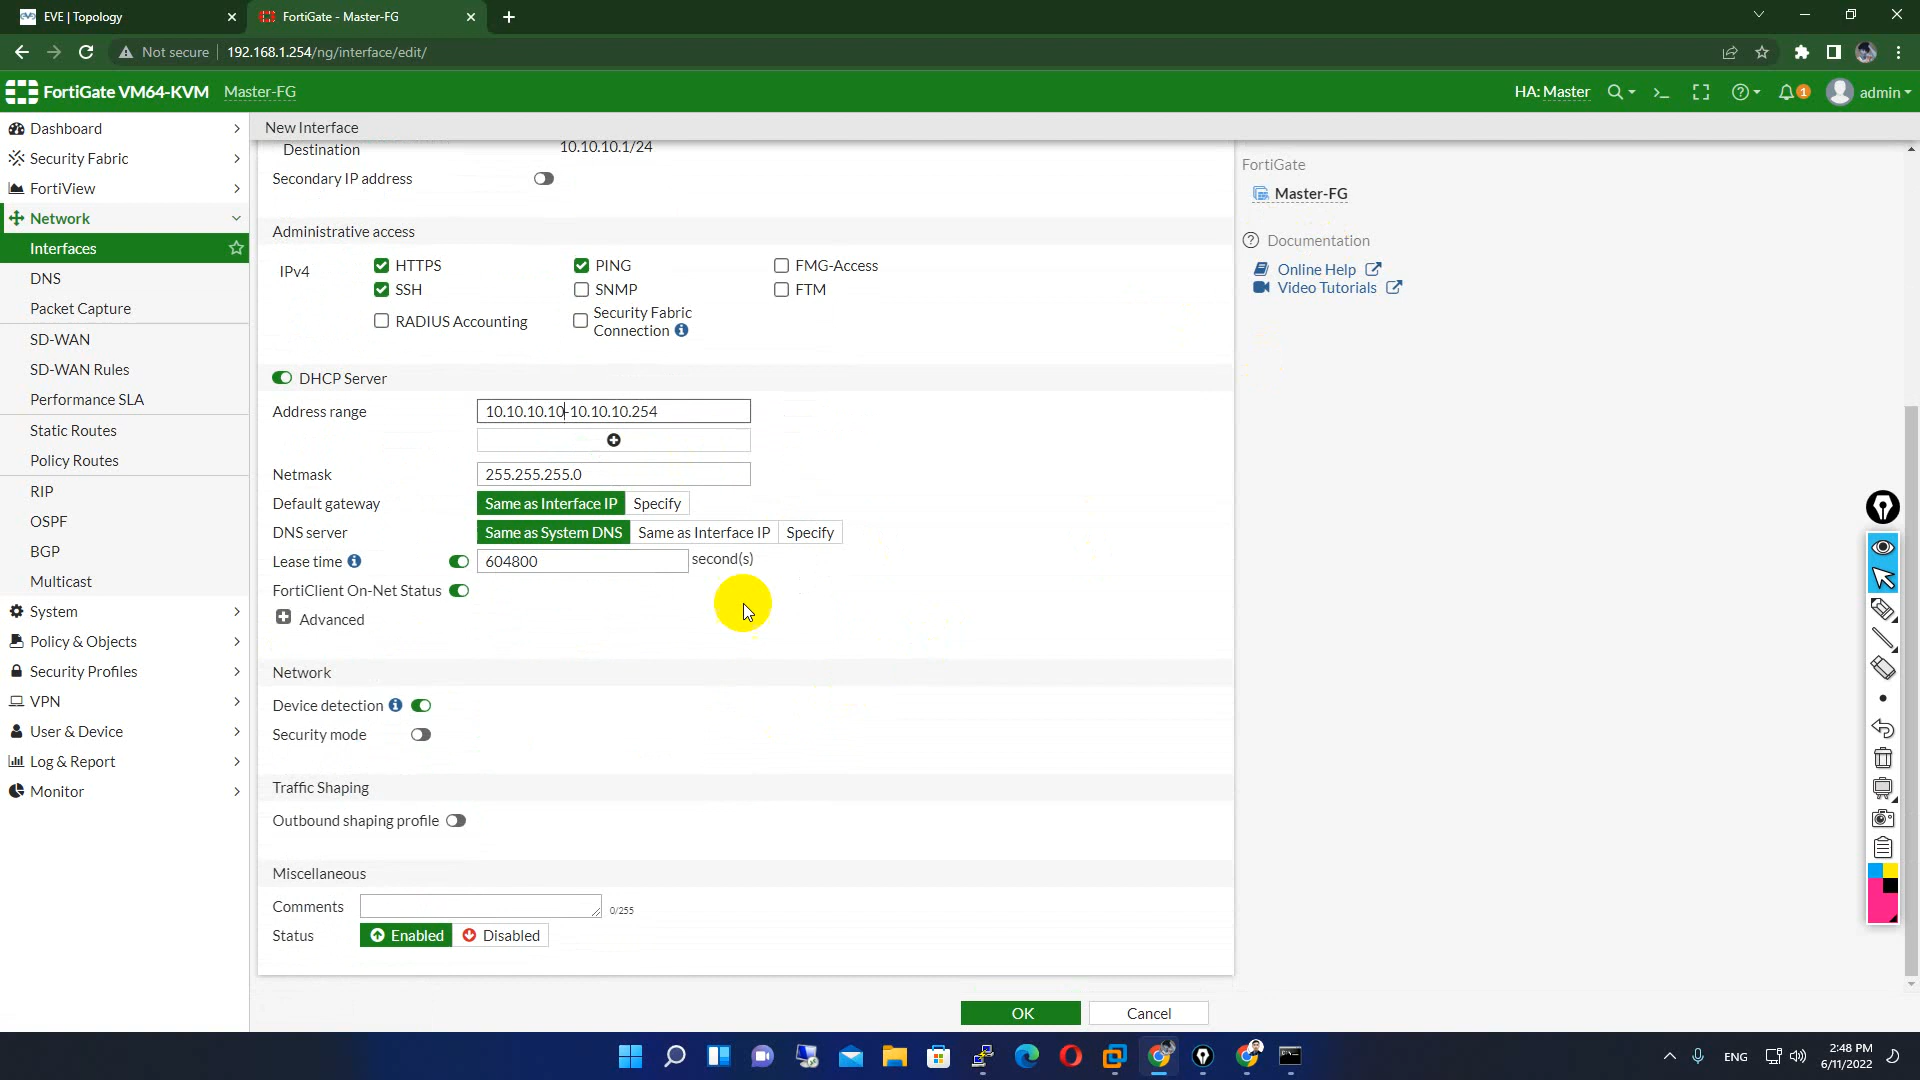 EVE | Topology
FortiGate - Master-FG
Not secure
192.168.1.254/ng/interface/edit/
FortiGate VM64-KVM
Master-FG
HA: Master
1
admin
Dashboard
Security Fabric
FortiView
Network
Interfaces
DNS
Packet Capture
SD-WAN
SD-WAN Rules
Performance SLA
Static Routes
Policy Routes
RIP
OSPF
BGP
Multicast
System
Policy & Objects
Security Profiles
VPN
User & Device
Log & Report
Monitor
New Interface
Destination 10.10.10.1/24
Secondary IP address
Administrative access
IPv4
HTTPS PING FMG-Access
SSH SNMP FTM
RADIUS Accounting
Security Fabric
Connection
DHCP Server
Address range 10.10.10.10-10.10.10.254
Netmask 255.255.255.0
Default gateway Same as Interface IP Specify
DNS server Same as System DNS Same as Interface IP Specify
Lease time 604800 second(s)
FortiClient On-Net Status
Advanced
Network
Device detection
Security mode
Traffic Shaping
Outbound shaping profile
Miscellaneous
Comments 0/255
Status Enabled Disabled
OK Cancel
FortiGate
Master-FG
Documentation
Online Help
Video Tutorials
ENG
2:48 PM
6/11/2022